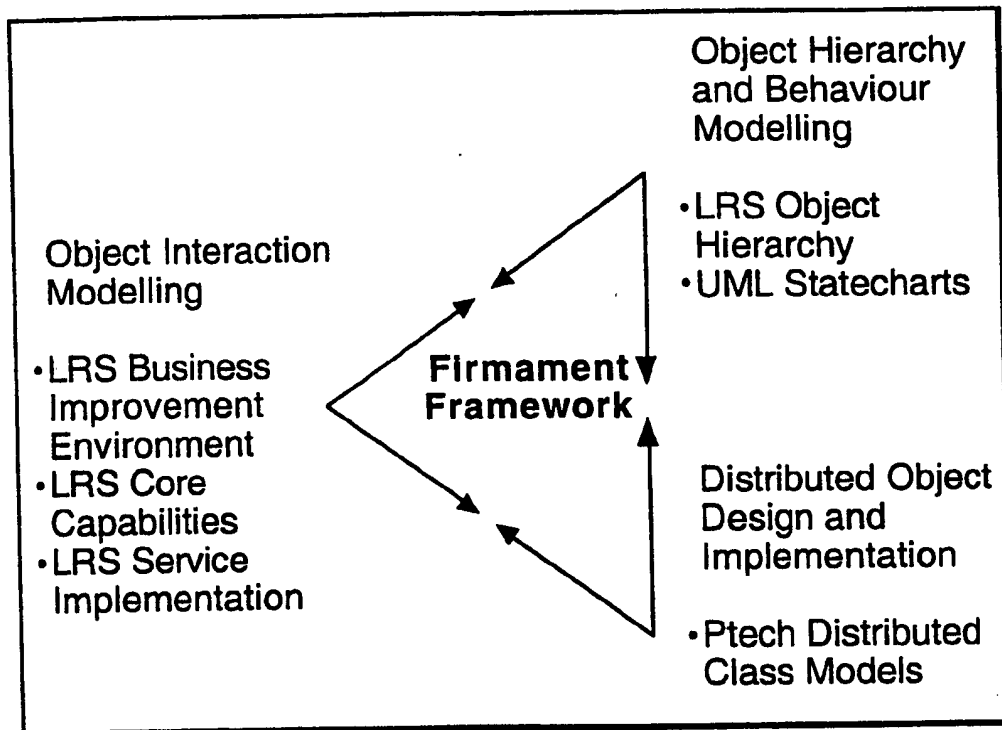 Object Hierarchy
and Behaviour
Modelling
• LRS Object
Hierarchy
• UML Statecharts
Object Interaction
Modelling
• LRS Business
Improvement
Environment
• LRS Core
Capabilities
• LRS Service
Implementation
Firmament
Framework
Distributed Object
Design and
Implementation
• Ptech Distributed
Class Models